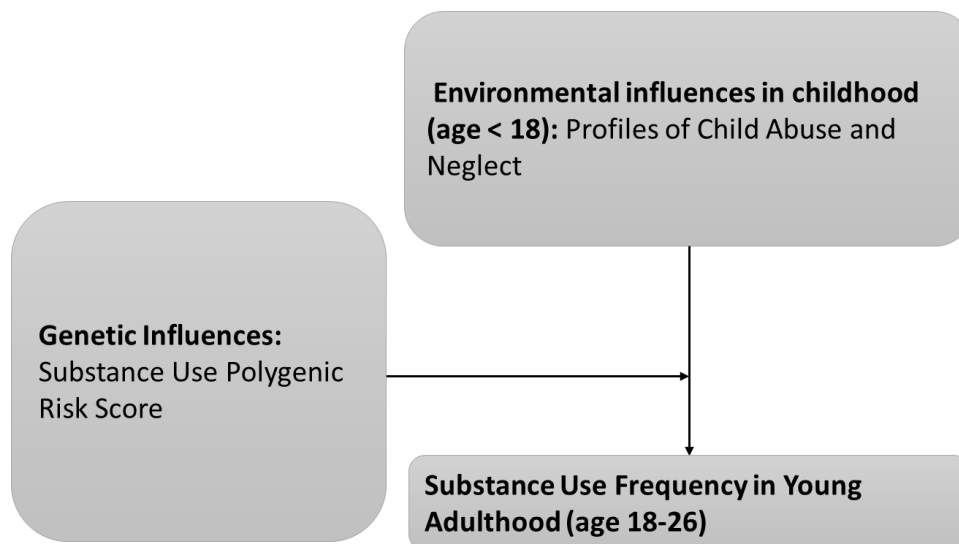 Environmental influences in childhood
(age < 18): Profiles of Child Abuse and
Neglect
Genetic Influences:
Substance Use Polygenic
Risk Score
Substance Use Frequency in Young
Adulthood (age 18-26)